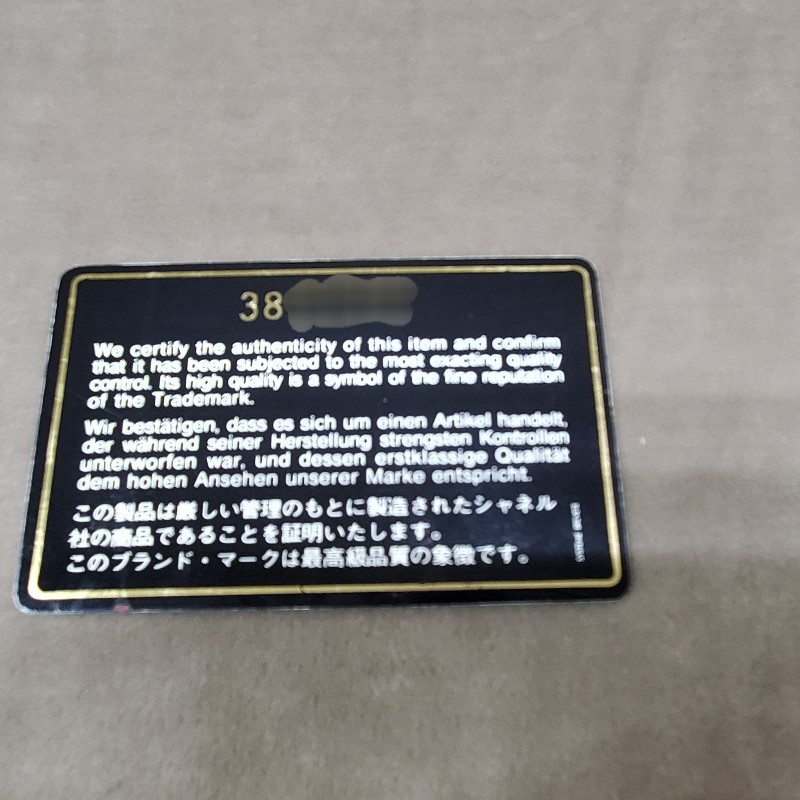 38
We certify the authenticity of this item and confirm
that it has been subjected to the most exacting quality
control. Its high quality is a symbol of the fine reputation
of the Trademark.
Wir bestätigen, dass es sich um einen Artikel handelt,
der während seiner Herstellung strengsten Kontrollen
unterworfen war, und dessen erstklassige Qualität
dem hohen Ansehen unserer Marke entspricht.
この製品は厳しい管理のもとに製造されたシャネル
社の商品であることを証明いたします。
このブランド・マークは最高級品質の象徴です。